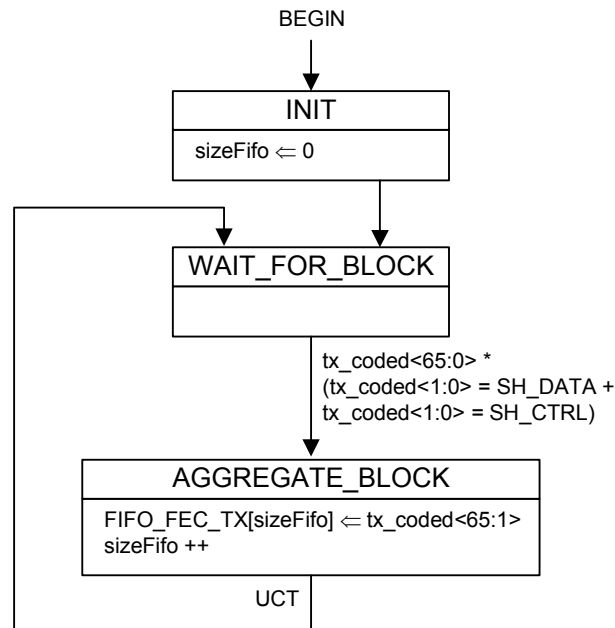 BEGIN
INIT
sizeFifo ⇐ 0
WAIT_FOR_BLOCK
tx_coded<65:0> *
(tx_coded<1:0> = SH_DATA +
tx_coded<1:0> = SH_CTRL)
AGGREGATE_BLOCK
FIFO_FEC_TX[sizeFifo] ⇐ tx_coded<65:1>
sizeFifo ++
UCT